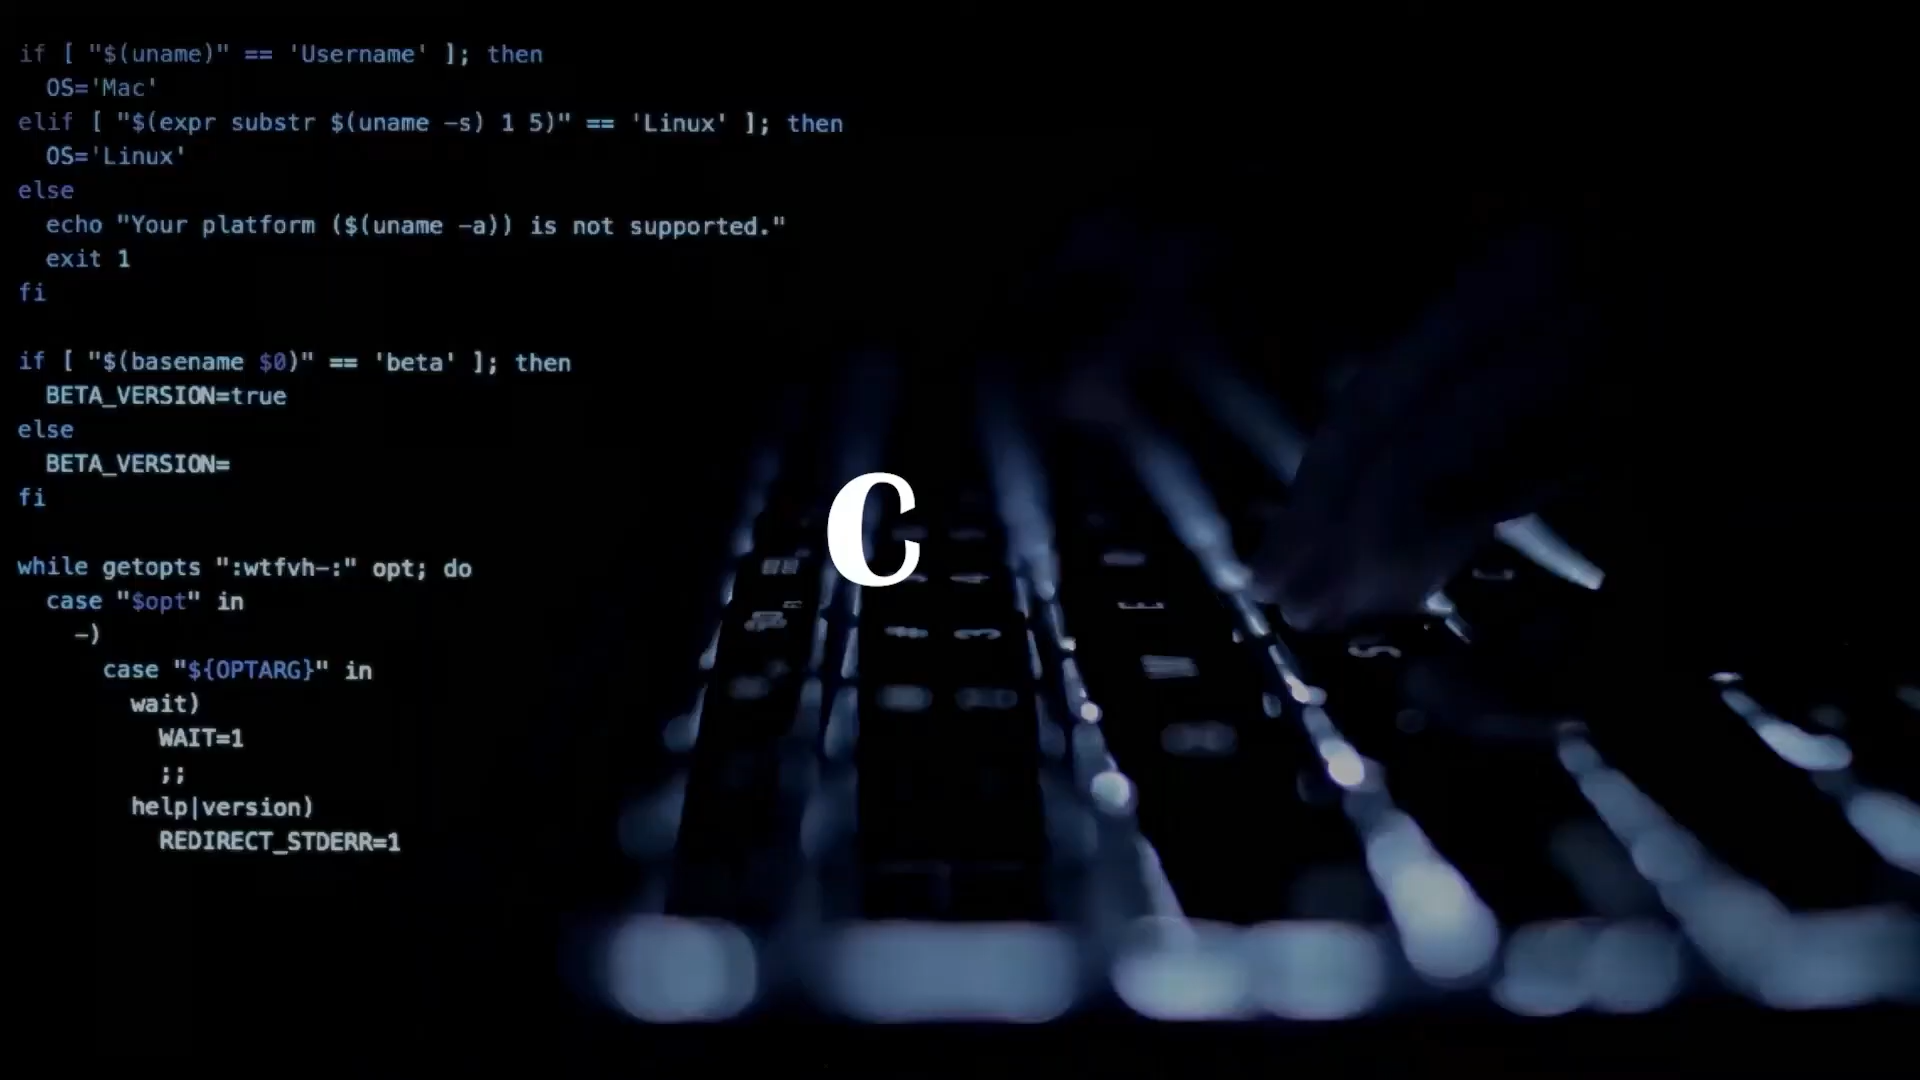 if [ "$(uname)" == 'Username' ]; then
  OS='Mac'
elif [ "$(expr substr $(uname -s) 1 5)" == 'Linux' ]; then
  OS='Linux'
else
  echo "Your platform ($(uname -a)) is not supported."
  exit 1
fi
if [ "$(basename $0)" == 'beta' ]; then
  BETA_VERSION=true
else
  BETA_VERSION=
fi
c
while getopts ":wtfvh-:" opt; do
  case "$opt" in
    -)
      case "${OPTARG}" in
        wait)
          WAIT=1
          ;;
        help|version)
          REDIRECT_STDERR=1